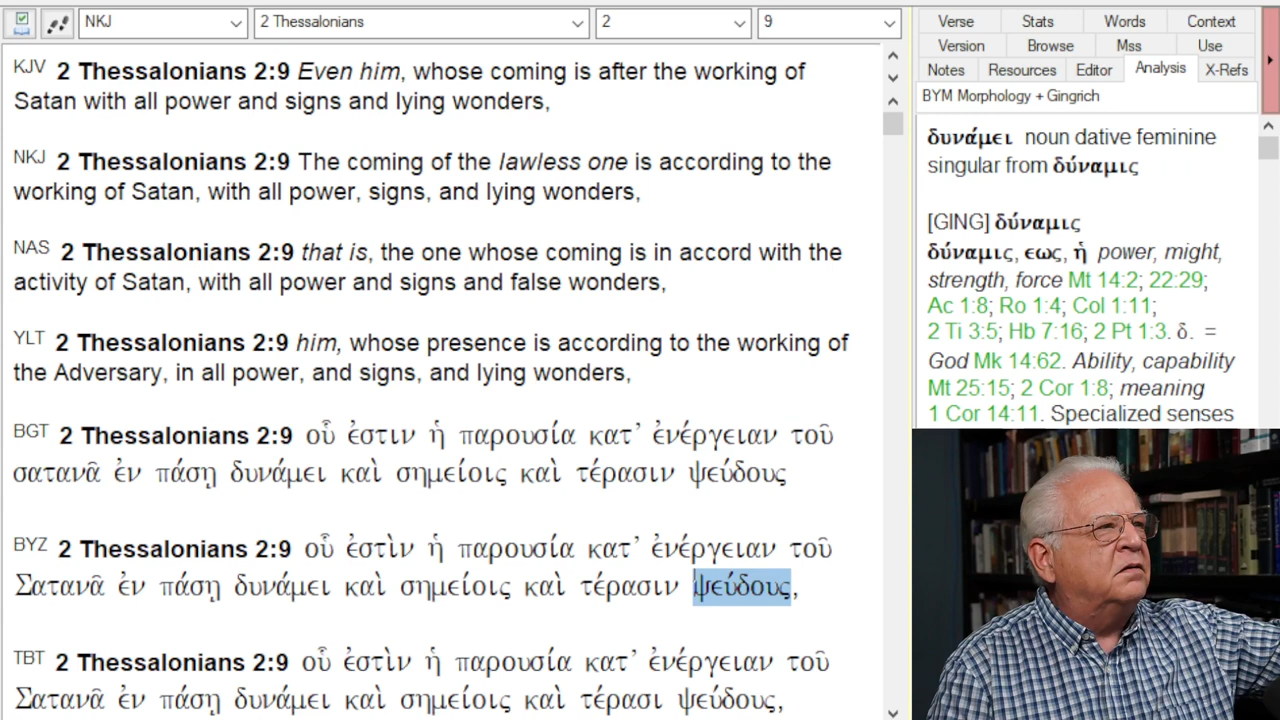 NKJ 2 Thessalonians 2 9
KJV 2 Thessalonians 2:9 Even him, whose coming is after the working of
Satan with all power and signs and lying wonders,
NKJ 2 Thessalonians 2:9 The coming of the lawless one is according to the
working of Satan, with all power, signs, and lying wonders,
NAS 2 Thessalonians 2:9 that is, the one whose coming is in accord with the
activity of Satan, with all power and signs and false wonders,
YLT 2 Thessalonians 2:9 him, whose presence is according to the working of
the Adversary, in all power, and signs, and lying wonders,
BGT 2 Thessalonians 2:9 οὗ ἐστιν ἡ παρουσία κατ’ ἐνέργειαν τοῦ
σατανᾶ ἐν πάσῃ δυνάμει καὶ σημείοις καὶ τέρασιν ψεύδους
BYZ 2 Thessalonians 2:9 οὗ ἐστὶν ἡ παρουσία κατ’ ἐνέργειαν τοῦ
Σατανᾶ ἐν πάσῃ δυνάμει καὶ σημείοις καὶ τέρασιν ψεύδους,
TBT 2 Thessalonians 2:9 οὗ ἐστὶν ἡ παρουσία κατ’ ἐνέργειαν τοῦ
Σατανᾶ ἐν πάσῃ δυνάμει καὶ σημείοις καὶ τέρασι ψεύδους,
Verse Stats Words Context
Version Browse Mss Use
Notes Resources Editor Analysis X-Refs
BYM Morphology + Gingrich
δυνάμει noun dative feminine
singular from δύναμις
[GING] δύναμις
δύναμις, εως, ἡ power, might,
strength, force Mt 14:2; 22:29;
Ac 1:8; Ro 1:4; Col 1:11;
2 Ti 3:5; Hb 7:16; 2 Pt 1:3. δ. =
God Mk 14:62. Ability, capability
Mt 25:15; 2 Cor 1:8; meaning
1 Cor 14:11. Specialized senses